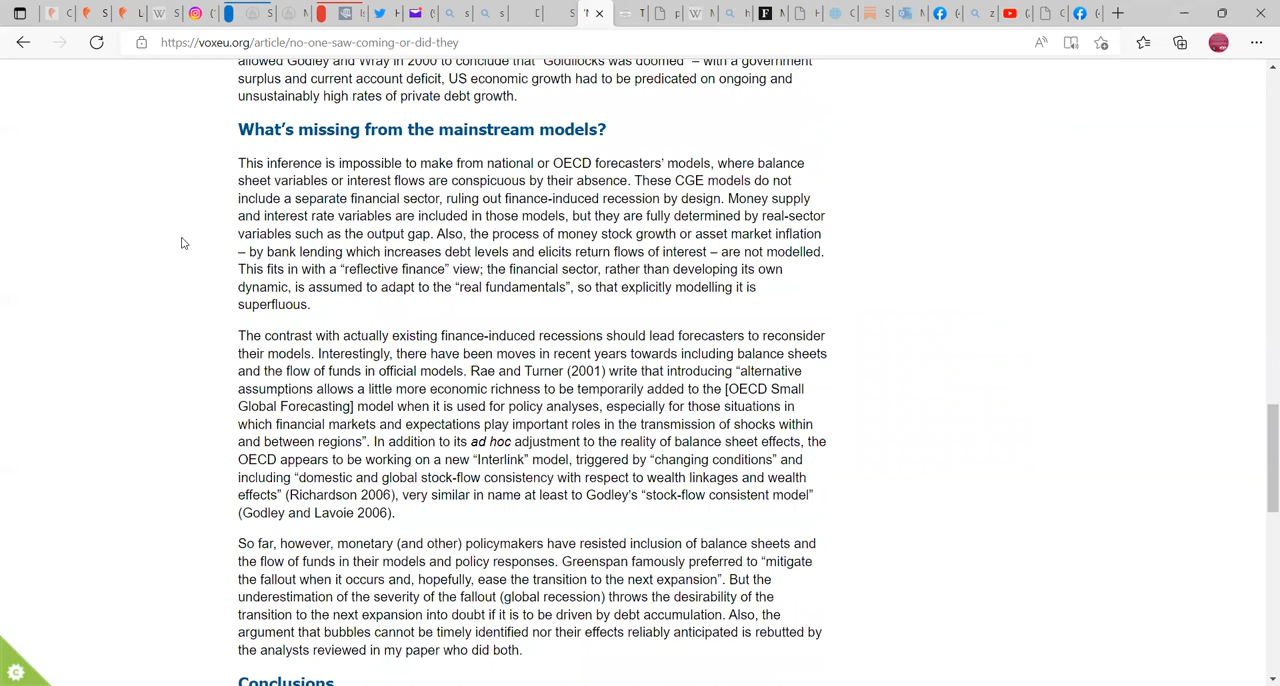 https://voxeu.org/article/no-one-saw-coming-or-did-they
allowed Godley and Wray in 2000 to conclude that “Goldilocks was doomed” – with a government
surplus and current account deficit, US economic growth had to be predicated on ongoing and
unsustainably high rates of private debt growth.
What’s missing from the mainstream models?
This inference is impossible to make from national or OECD forecasters’ models, where balance
sheet variables or interest flows are conspicuous by their absence. These CGE models do not
include a separate financial sector, ruling out finance-induced recession by design. Money supply
and interest rate variables are included in those models, but they are fully determined by real-sector
variables such as the output gap. Also, the process of money stock growth or asset market inflation
– by bank lending which increases debt levels and elicits return flows of interest – are not modelled.
This fits in with a “reflective finance” view; the financial sector, rather than developing its own
dynamic, is assumed to adapt to the “real fundamentals”, so that explicitly modelling it is
superfluous.
The contrast with actually existing finance-induced recessions should lead forecasters to reconsider
their models. Interestingly, there have been moves in recent years towards including balance sheets
and the flow of funds in official models. Rae and Turner (2001) write that introducing “alternative
assumptions allows a little more economic richness to be temporarily added to the [OECD Small
Global Forecasting] model when it is used for policy analyses, especially for those situations in
which financial markets and expectations play important roles in the transmission of shocks within
and between regions”. In addition to its ad hoc adjustment to the reality of balance sheet effects, the
OECD appears to be working on a new “Interlink” model, triggered by “changing conditions” and
including “domestic and global stock-flow consistency with respect to wealth linkages and wealth
effects” (Richardson 2006), very similar in name at least to Godley’s “stock-flow consistent model”
(Godley and Lavoie 2006).
So far, however, monetary (and other) policymakers have resisted inclusion of balance sheets and
the flow of funds in their models and policy responses. Greenspan famously preferred to “mitigate
the fallout when it occurs and, hopefully, ease the transition to the next expansion”. But the
underestimation of the severity of the fallout (global recession) throws the desirability of the
transition to the next expansion into doubt if it is to be driven by debt accumulation. Also, the
argument that bubbles cannot be timely identified nor their effects reliably anticipated is rebutted by
the analysts reviewed in my paper who did both.
Conclusions